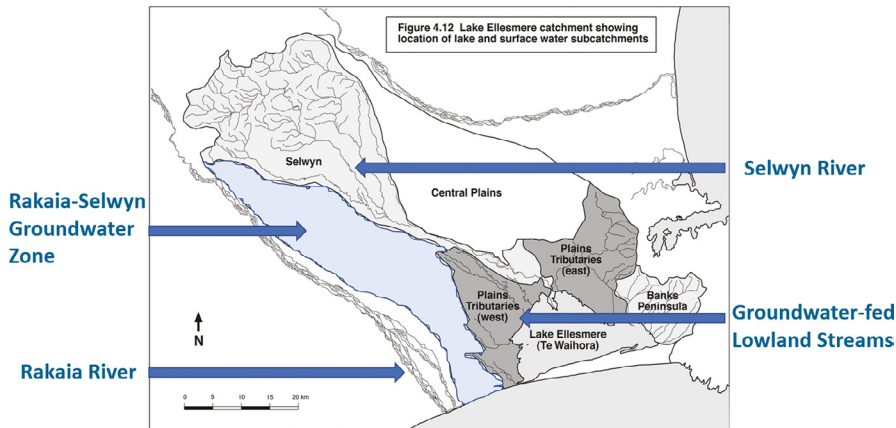 Figure 4.12 Lake Ellesmere catchment showing
location of lake and surface water subcatchments
Selwyn
Selwyn River
Central Plains
Rakaia-Selwyn
Groundwater
Zone
Plains
Tributaries
(east)
Plains
Tributaries
(west)
Banks
Peninsula
Groundwater-fed
Lowland Streams
Lake Ellesmere
(Te Waihora)
N
Rakaia River
0 5 10 15 20 km